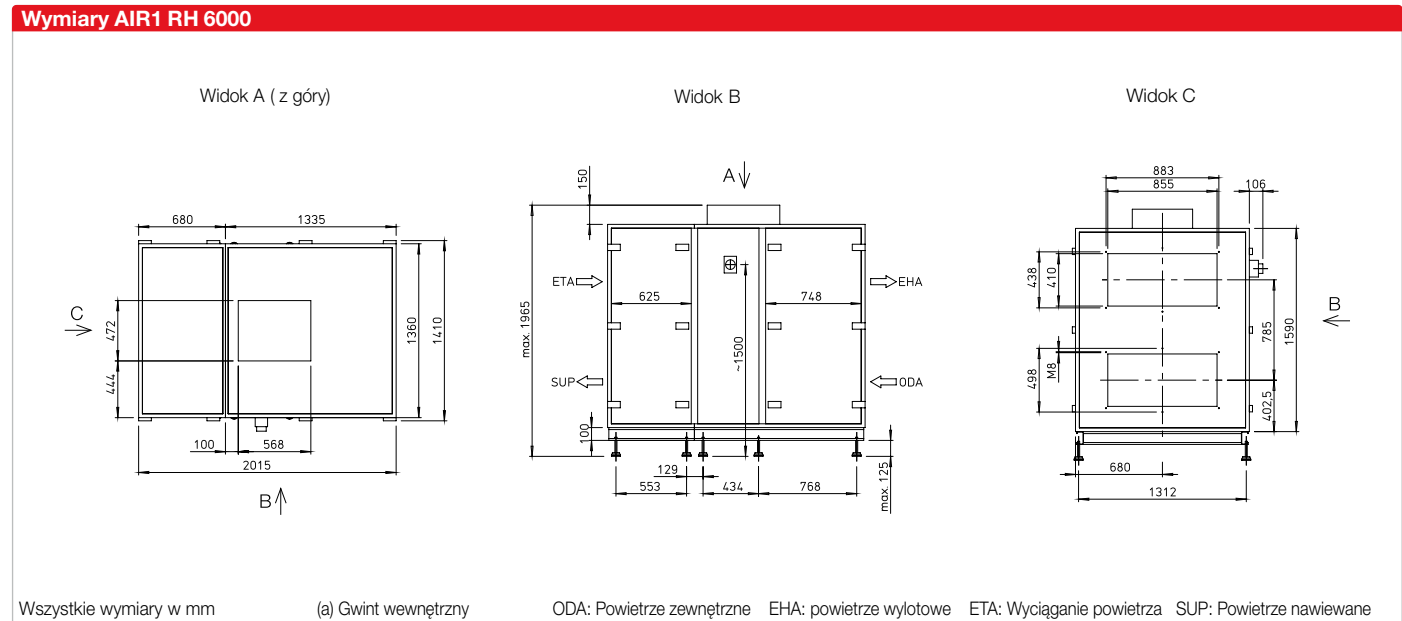 Wymiary AIR1 RH 6000
Widok A ( z góry)
Widok B
Widok C
680
1335
C
472
444
1360
1410
100
568
2015
B
A
150
max. 1965
ETA
EHA
625
748
~1500
SUP
ODA
100
129
553
434
768
max. 125
883
855
106
438
410
785
1590
B
498
M8
402,5
680
1312
Wszystkie wymiary w mm (a) Gwint wewnętrzny ODA: Powietrze zewnętrzne EHA: powietrze wylotowe ETA: Wyciąganie powietrza SUP: Powietrze nawiewane